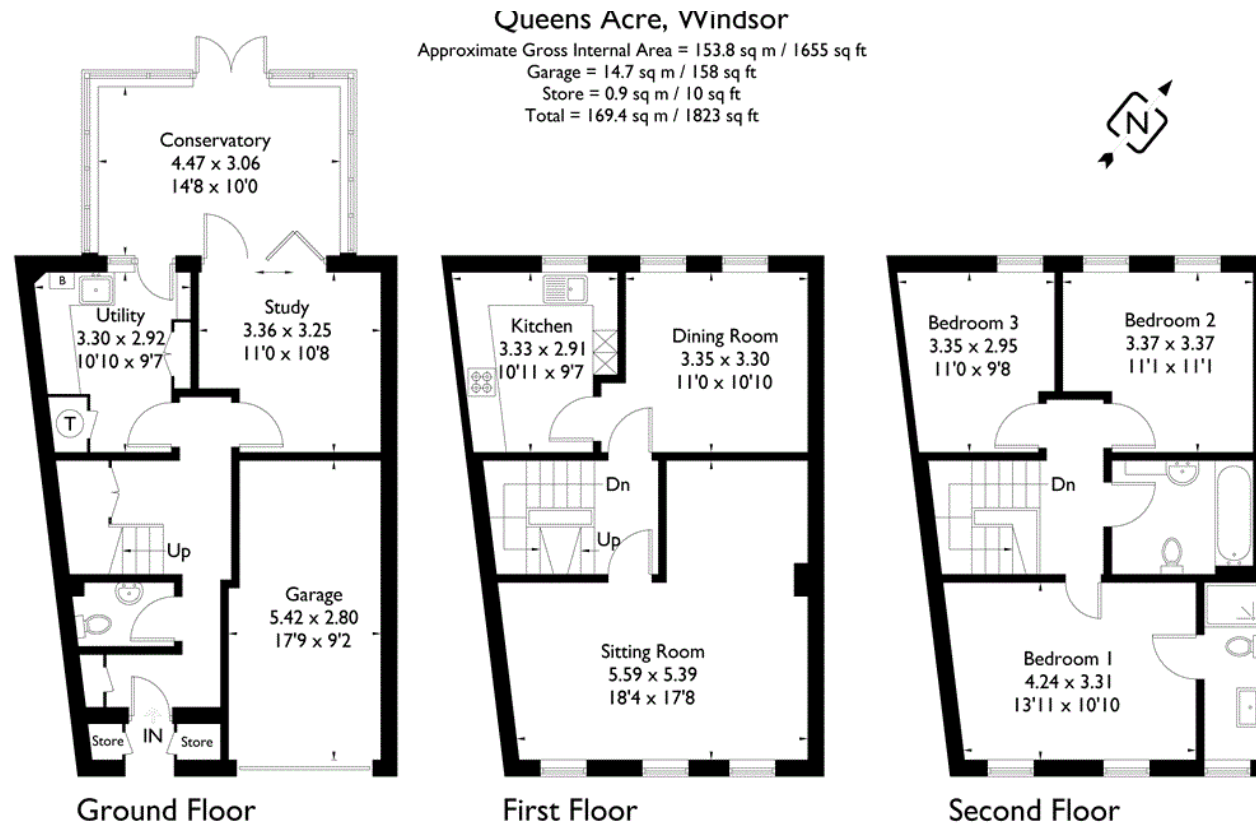 Queens Acre, Windsor
Approximate Gross Internal Area = 153.8 sq m / 1655 sq ft
Garage = 14.7 sq m / 158 sq ft
Store = 0.9 sq m / 10 sq ft
Total = 169.4 sq m / 1823 sq ft
N
Conservatory
4.47 x 3.06
14'8 x 10'0
B
Utility
3.30 x 2.92
10'10 x 9'7
Study
3.36 x 3.25
11'0 x 10'8
T
Up
Garage
5.42 x 2.80
17'9 x 9'2
Store
IN
Store
Ground Floor
Kitchen
3.33 x 2.91
10'11 x 9'7
Dining Room
3.35 x 3.30
11'0 x 10'10
Dn
Up
Sitting Room
5.59 x 5.39
18'4 x 17'8
First Floor
Bedroom 3
3.35 x 2.95
11'0 x 9'8
Bedroom 2
3.37 x 3.37
11'1 x 11'1
Dn
Bedroom 1
4.24 x 3.31
13'11 x 10'10
Second Floor